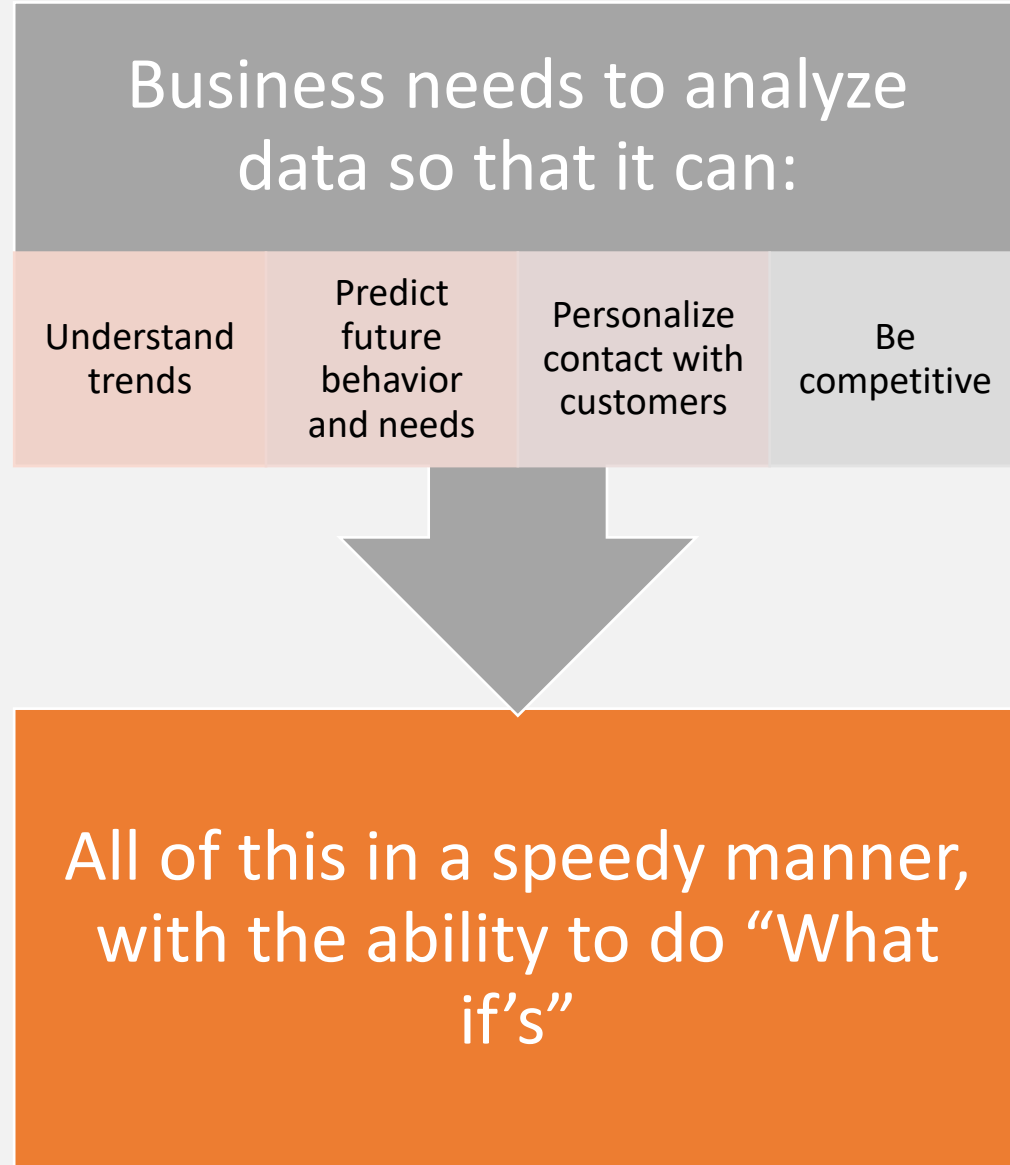 Business needs to analyze
data so that it can:
Understand
trends
Predict
future
behavior
and needs
Personalize
contact with
customers
Be
competitive
All of this in a speedy manner,
with the ability to do “What
if’s”